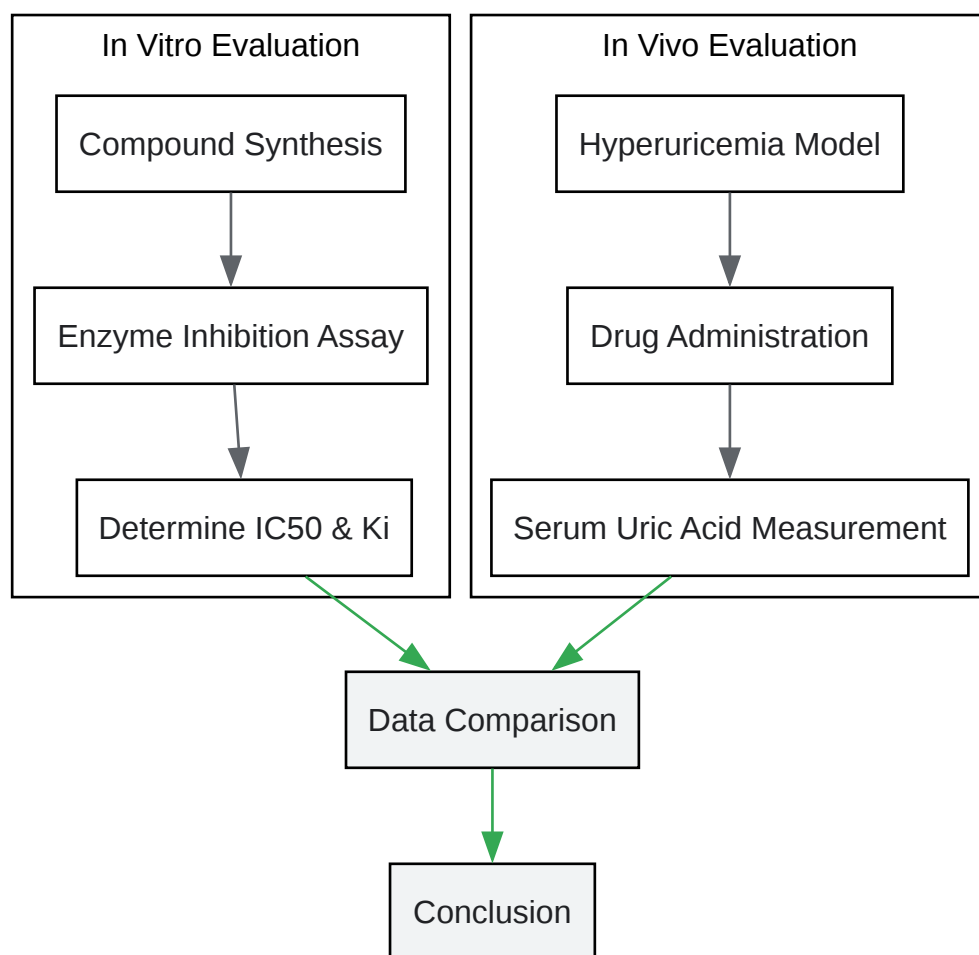 In Vitro Evaluation
Compound Synthesis
Enzyme Inhibition Assay
Determine IC50 & Ki
In Vivo Evaluation
Hyperuricemia Model
Drug Administration
Serum Uric Acid Measurement
Data Comparison
Conclusion